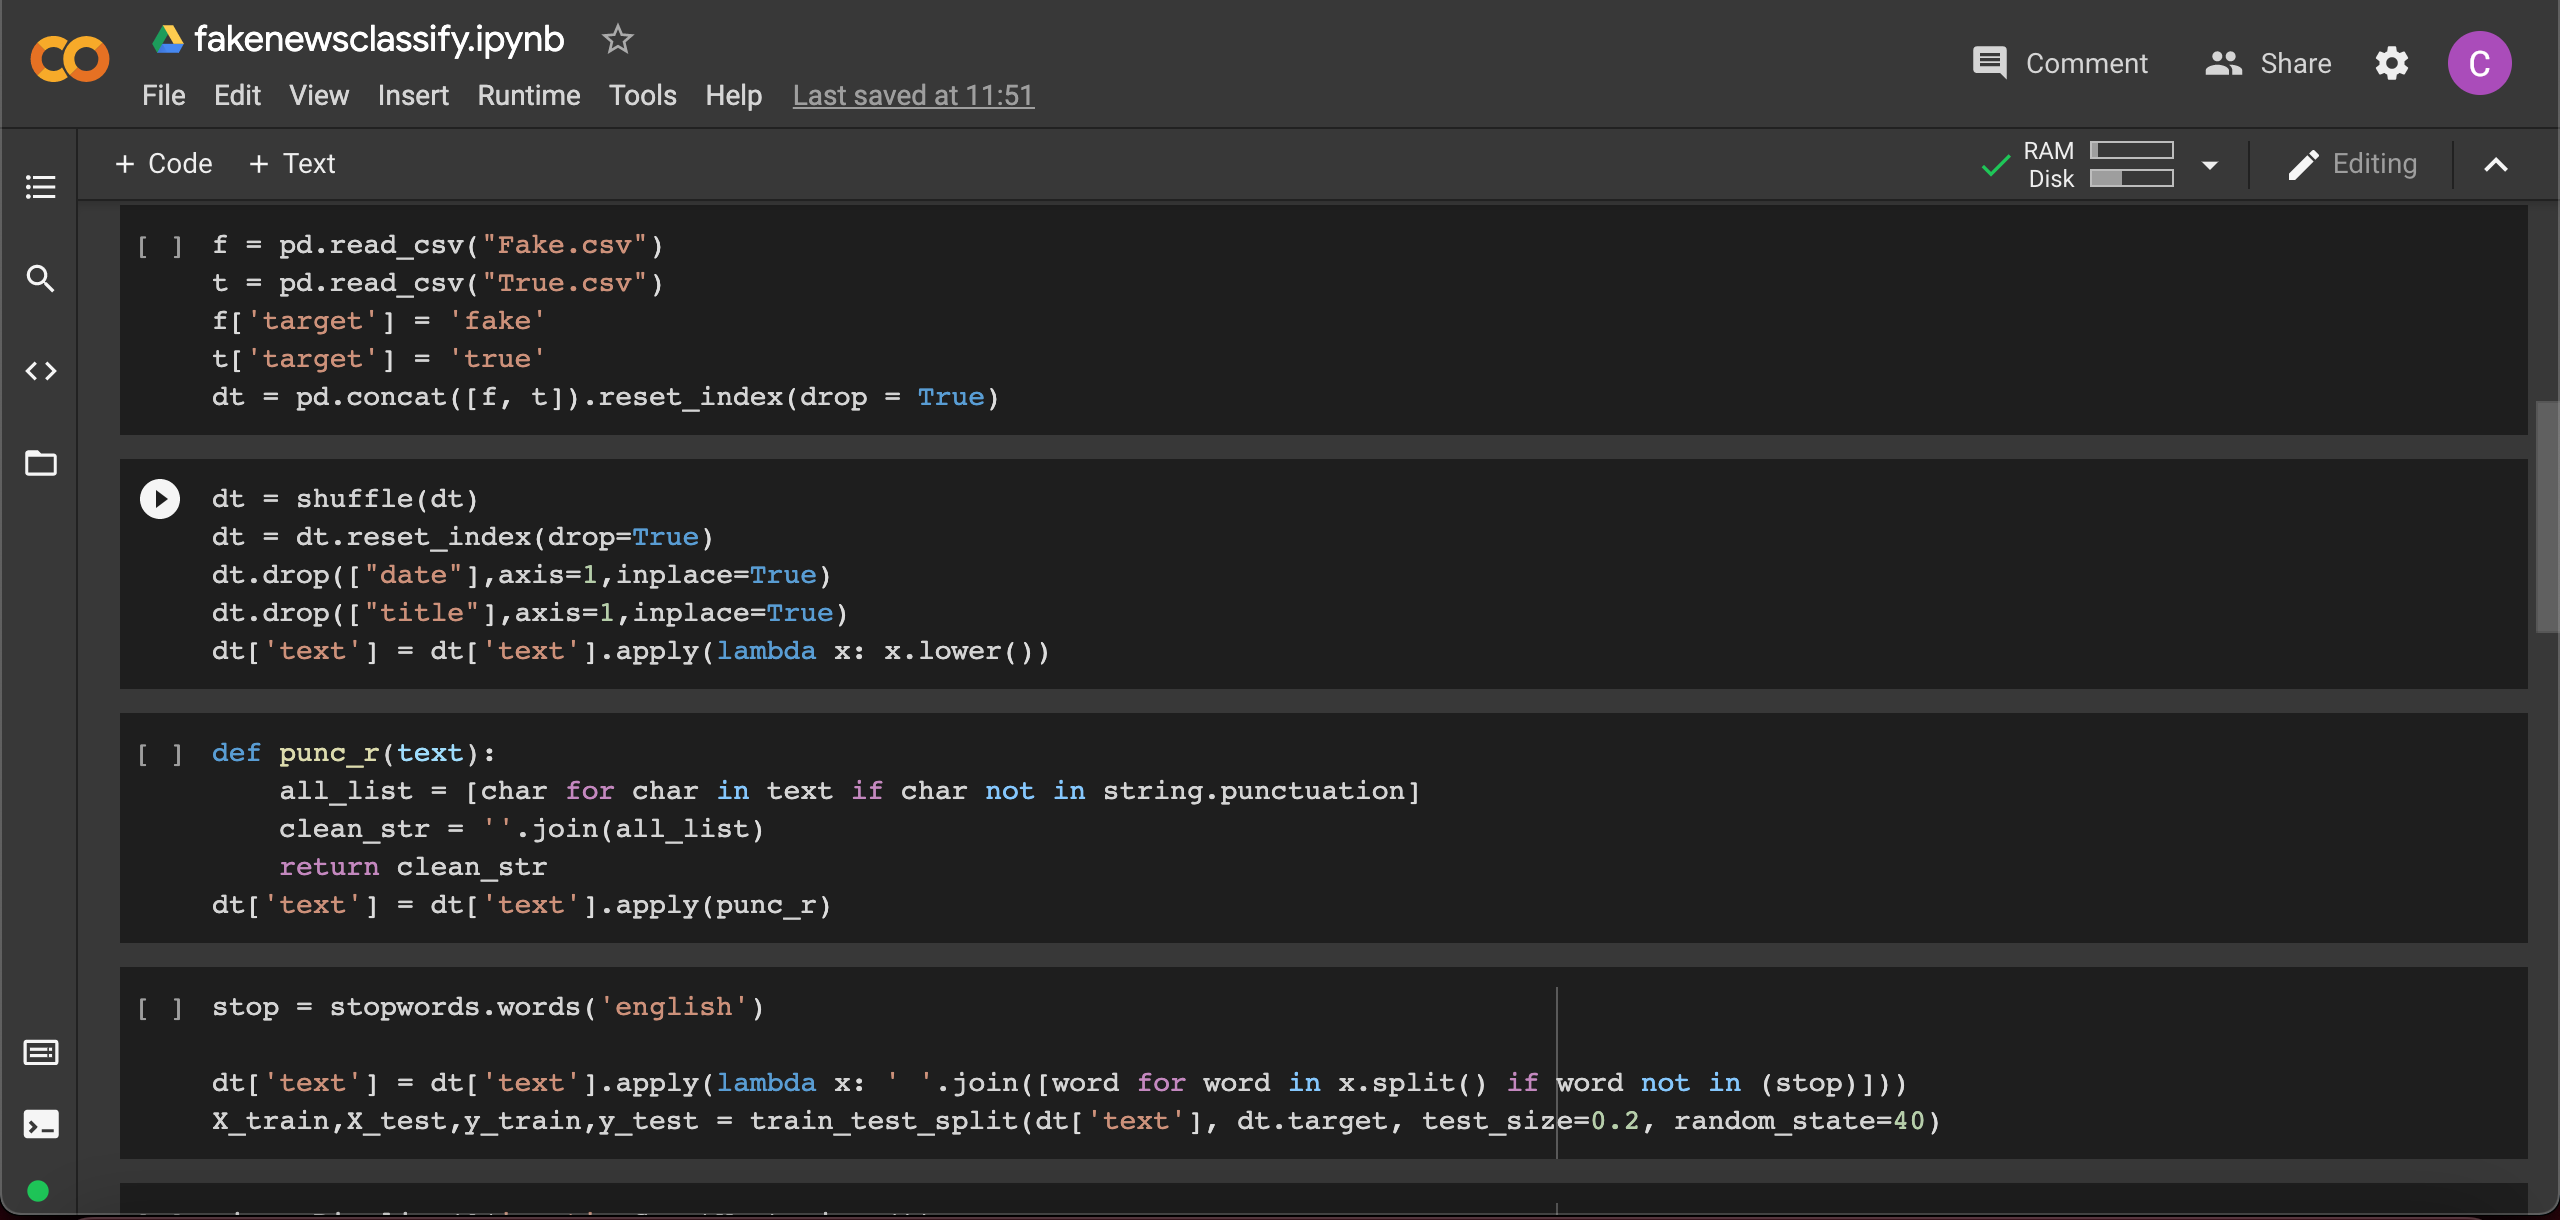 fakenewsclassify.ipynb
File Edit View Insert Runtime Tools Help Last saved at 11:51
Comment Share C
+ Code + Text
RAM
Disk
Editing
[ ] f = pd.read_csv("Fake.csv")
t = pd.read_csv("True.csv")
f['target'] = 'fake'
t['target'] = 'true'
dt = pd.concat([f, t]).reset_index(drop = True)
dt = shuffle(dt)
dt = dt.reset_index(drop=True)
dt.drop(["date"],axis=1,inplace=True)
dt.drop(["title"],axis=1,inplace=True)
dt['text'] = dt['text'].apply(lambda x: x.lower())
[ ] def punc_r(text):
    all_list = [char for char in text if char not in string.punctuation]
    clean_str = ''.join(all_list)
    return clean_str
dt['text'] = dt['text'].apply(punc_r)
[ ] stop = stopwords.words('english')
dt['text'] = dt['text'].apply(lambda x: ' '.join([word for word in x.split() if word not in (stop)]))
X_train,X_test,y_train,y_test = train_test_split(dt['text'], dt.target, test_size=0.2, random_state=40)